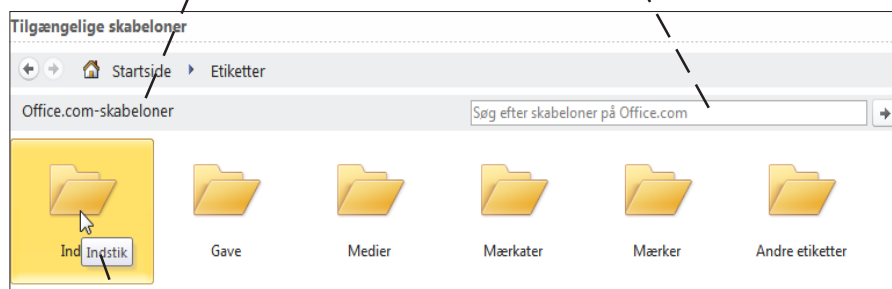 Tilgængelige skabeloner
Startside Etiketter
Office.com-skabeloner Søg efter skabeloner på Office.com
Ind Gave Medier Mærkater Mærker Andre etiketter
Indstik